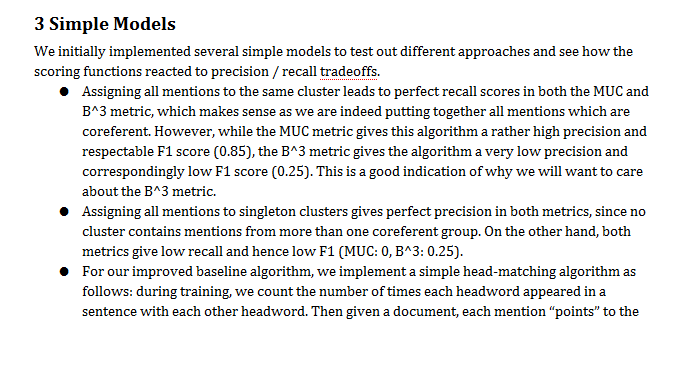 3 Simple Models
We initially implemented several simple models to test out different approaches and see how the
scoring functions reacted to precision / recall tradeoffs.
● Assigning all mentions to the same cluster leads to perfect recall scores in both the MUC and
B^3 metric, which makes sense as we are indeed putting together all mentions which are
coreferent. However, while the MUC metric gives this algorithm a rather high precision and
respectable F1 score (0.85), the B^3 metric gives the algorithm a very low precision and
correspondingly low F1 score (0.25). This is a good indication of why we will want to care
about the B^3 metric.
● Assigning all mentions to singleton clusters gives perfect precision in both metrics, since no
cluster contains mentions from more than one coreferent group. On the other hand, both
metrics give low recall and hence low F1 (MUC: 0, B^3: 0.25).
● For our improved baseline algorithm, we implement a simple head-matching algorithm as
follows: during training, we count the number of times each headword appeared in a
sentence with each other headword. Then given a document, each mention “points” to the